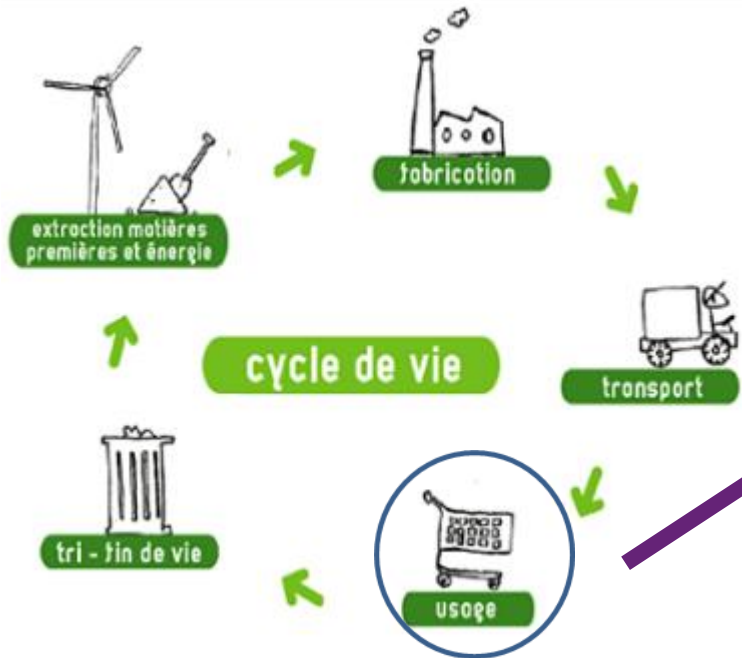 fabrication
extraction matières
premières et énergie
cycle de vie
transport
tri - fin de vie
usage